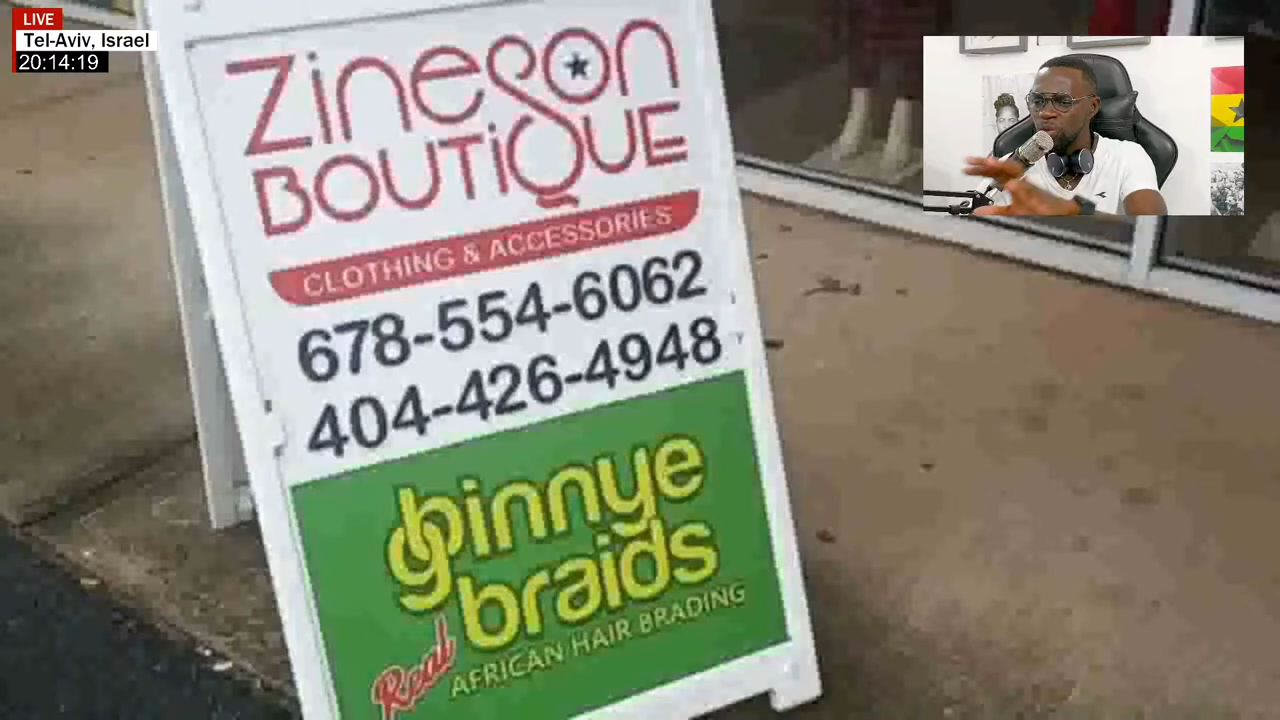 LIVE
Tel-Aviv, Israel
20:14:19
Zineson
BOUTiQUE
CLOTHING & ACCESSORIES
678-554-6062
404-426-4948
ginnye
braids
Real
AFRICAN HAIR BRADING